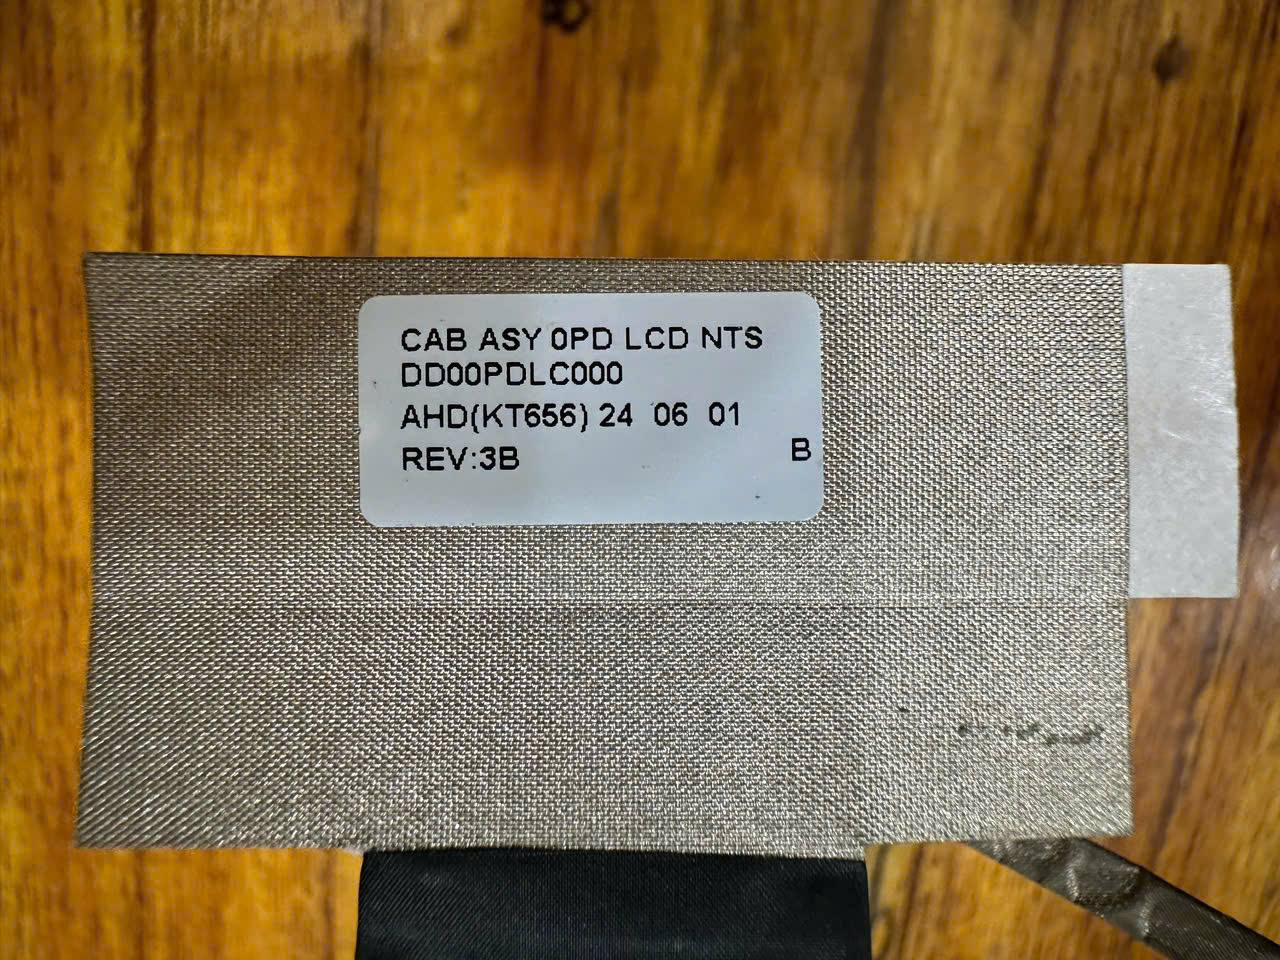 CAB ASY 0PD LCD NTS
DD00PDLC000
AHD(KT656) 24 06 01
REV:3B B